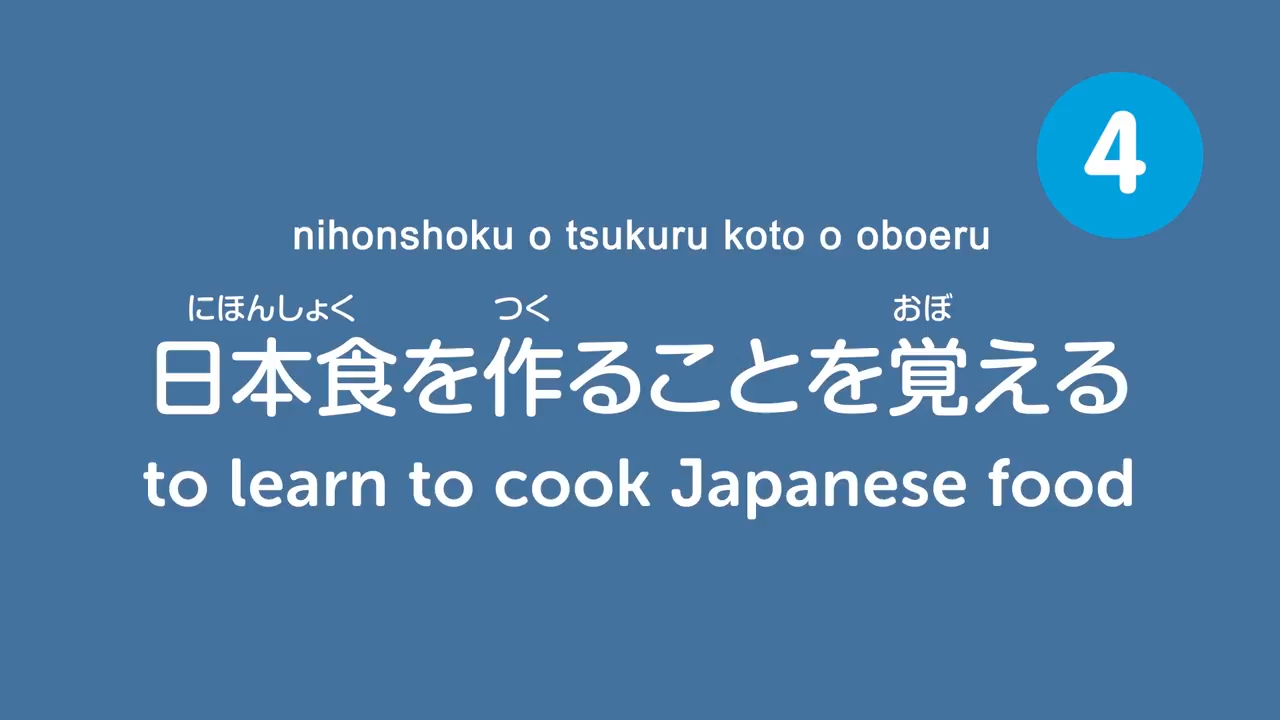 4
nihonshoku o tsukuru koto o oboeru
にほんしょく つく おぼ
日本食を作ることを覚える
to learn to cook Japanese food